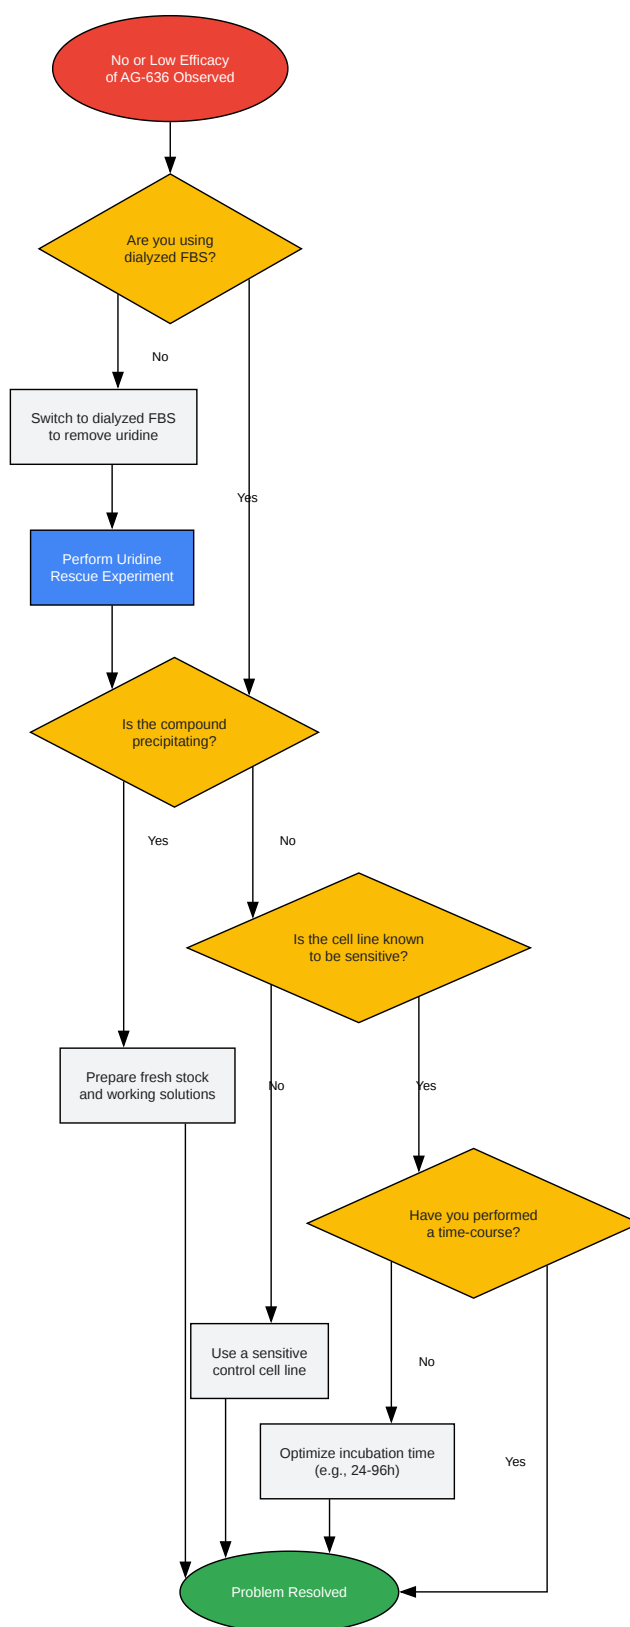 No or Low Efficacy
of AG-636 Observed
Are you using
dialyzed FBS?
No
Switch to dialyzed FBS
to remove uridine
Yes
Perform Uridine
Rescue Experiment
Is the compound
precipitating?
Yes
No
Is the cell line known
to be sensitive?
Prepare fresh stock
and working solutions
No
Yes
Have you performed
a time-course?
Use a sensitive
control cell line
No
Optimize incubation time
(e.g., 24-96h)
Yes
Problem Resolved